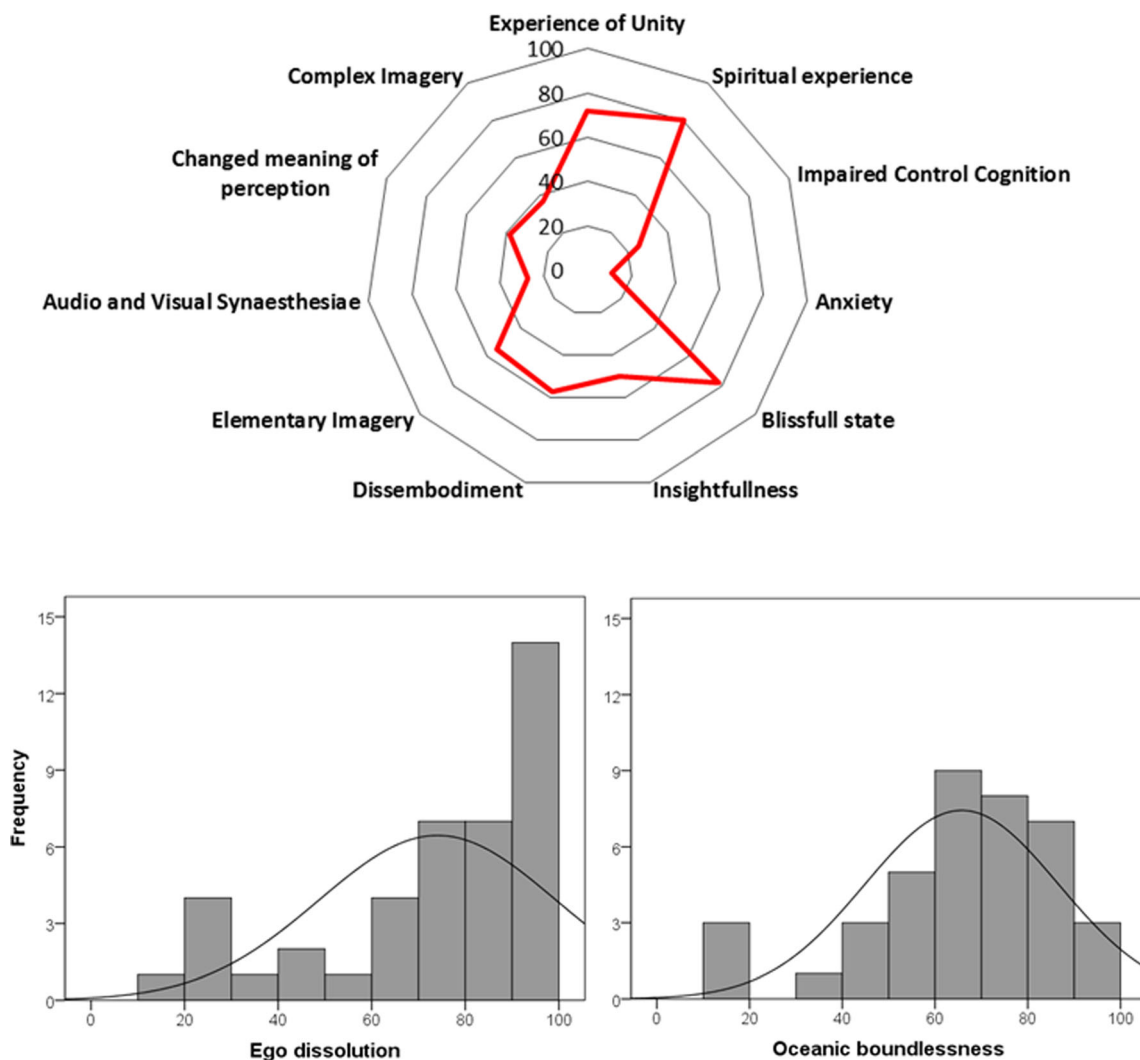 Experience of Unity
100
Complex Imagery
Spiritual experience
80
60
Changed meaning of
perception
Impaired Control Cognition
40
20
0
Audio and Visual Synaesthesiae
Anxiety
Elementary Imagery
Blissfull state
Dissembodiment
Insightfullness
15
12
9
6
3
0
Frequency
0 20 40 60 80 100
Ego dissolution
15
12
9
6
3
0
0 20 40 60 80 100
Oceanic boundlessness